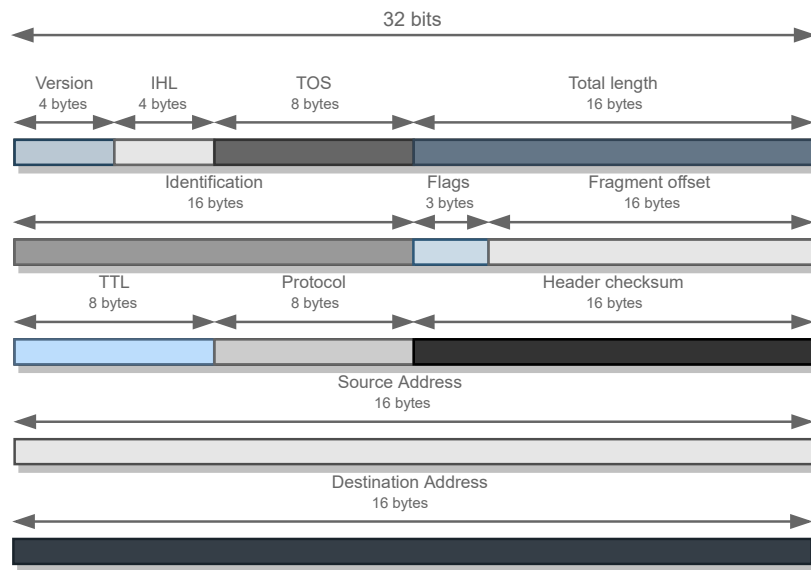 32 bits
Version IHL TOS Total length
4 bytes 4 bytes 8 bytes 16 bytes
Identification Flags Fragment offset
16 bytes 3 bytes 16 bytes
TTL Protocol Header checksum
8 bytes 8 bytes 16 bytes
Source Address
16 bytes
Destination Address
16 bytes